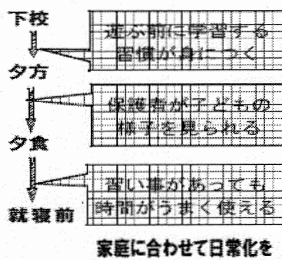 下校
遊ぶ前に学習する
習慣が身につく
夕方
保護者が子どもの
様子を見られる
夕食
習い事があっても
時間がうまく使える
就寝前
家庭に合わせて日常化を